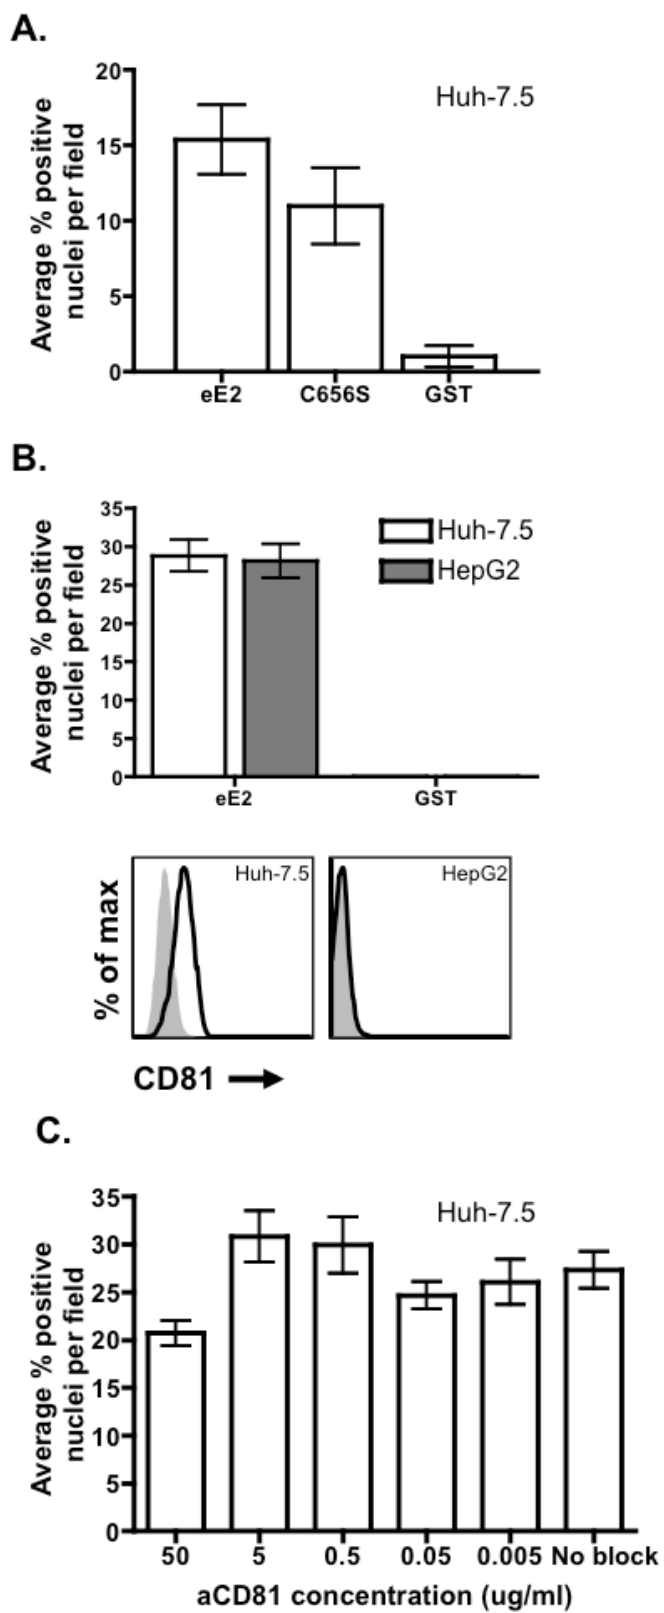 A.
Huh-7.5
Average % positive
nuclei per field
20
15
10
5
0
eE2 C656S GST
B.
Huh-7.5
HepG2
Average % positive
nuclei per field
35
30
25
20
15
10
5
0
eE2 GST
Huh-7.5 HepG2
% of max
CD81
C.
Huh-7.5
Average % positive
nuclei per field
35
30
25
20
15
10
5
0
50 5 0.5 0.05 0.005 No block
aCD81 concentration (ug/ml)